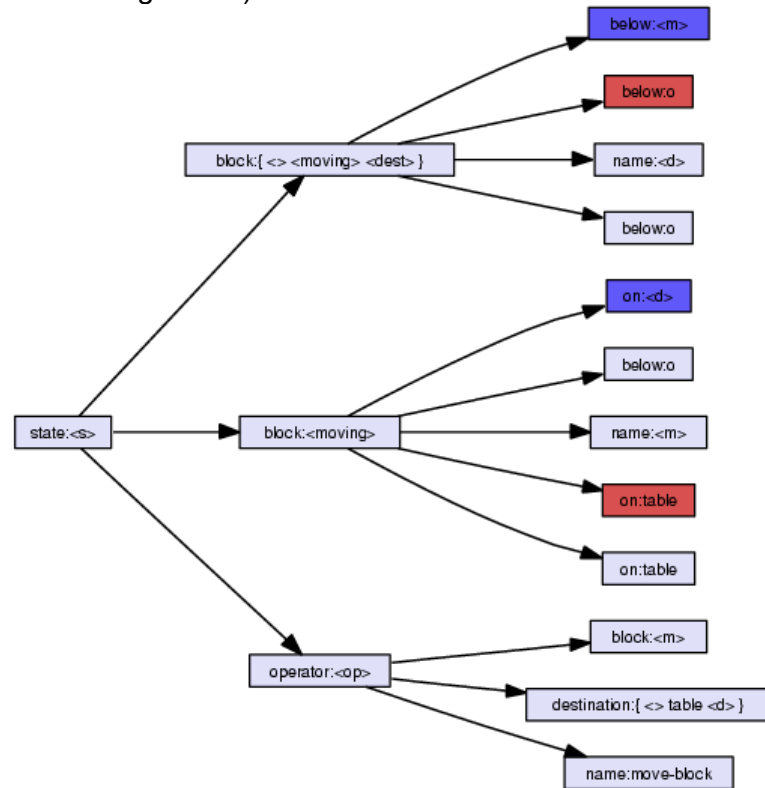 below:<m>
below:o
block:{ <> <moving> <dest> }
name:<d>
below:o
on:<d>
below:o
state:<s>
block:<moving>
name:<m>
on:table
on:table
block:<m>
operator:<op>
destination:{ <> table <d> }
name:move-block